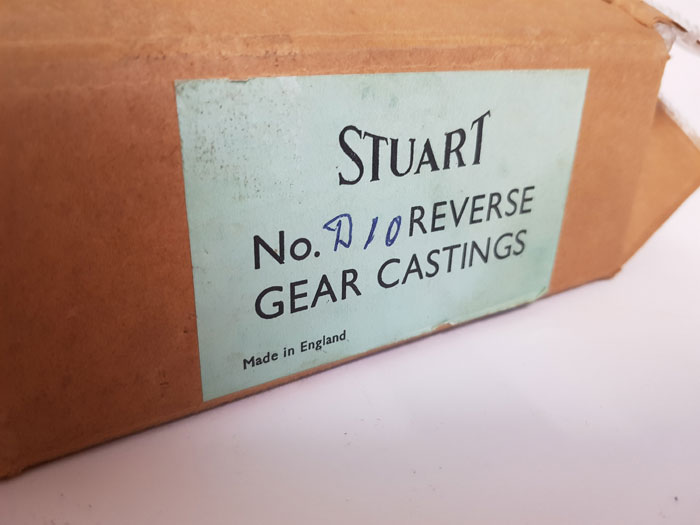 STUART
No. D10 REVERSE
GEAR CASTINGS
Made in England